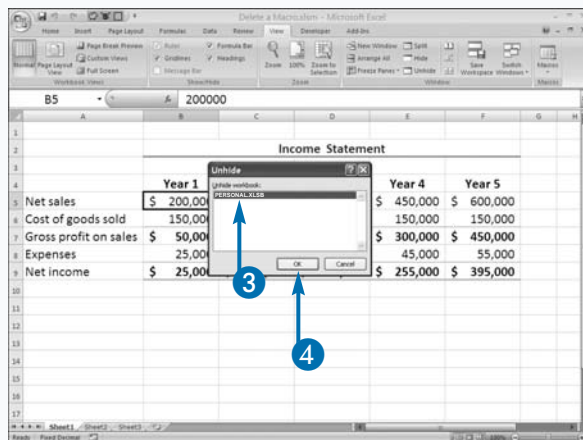 Delete a Macro.xlsm - Microsoft Excel
Home Insert Page Layout Formulas Data Review View Developer Add-Ins
Normal Page Layout View Page Break Preview Custom Views Full Screen
Ruler Gridlines Message Bar Formula Bar Headings
Zoom 100% Zoom to Selection
New Window Arrange All Freeze Panes Split Hide Unhide
Save Workspace Switch Windows Macros
Workbook Views Show/Hide Zoom Window Macros
B5 200000
A B C D E F G H
1
2 Income Statement
3
4 Year 1 Year 4 Year 5
5 Net sales $ 200,00 $ 450,000 $ 600,000
6 Cost of goods sold 150,00 150,000 150,000
7 Gross profit on sales $ 50,00 $ 300,000 $ 450,000
8 Expenses 25,00 45,000 55,000
9 Net income $ 25,00 $ 255,000 $ 395,000
10
11
12
13
14
15
16
17
Unhide
Unhide workbook:
PERSONAL.XLSB
OK Cancel
3
4
Sheet1 Sheet2 Sheet3
Ready Fixed Decimal 100%